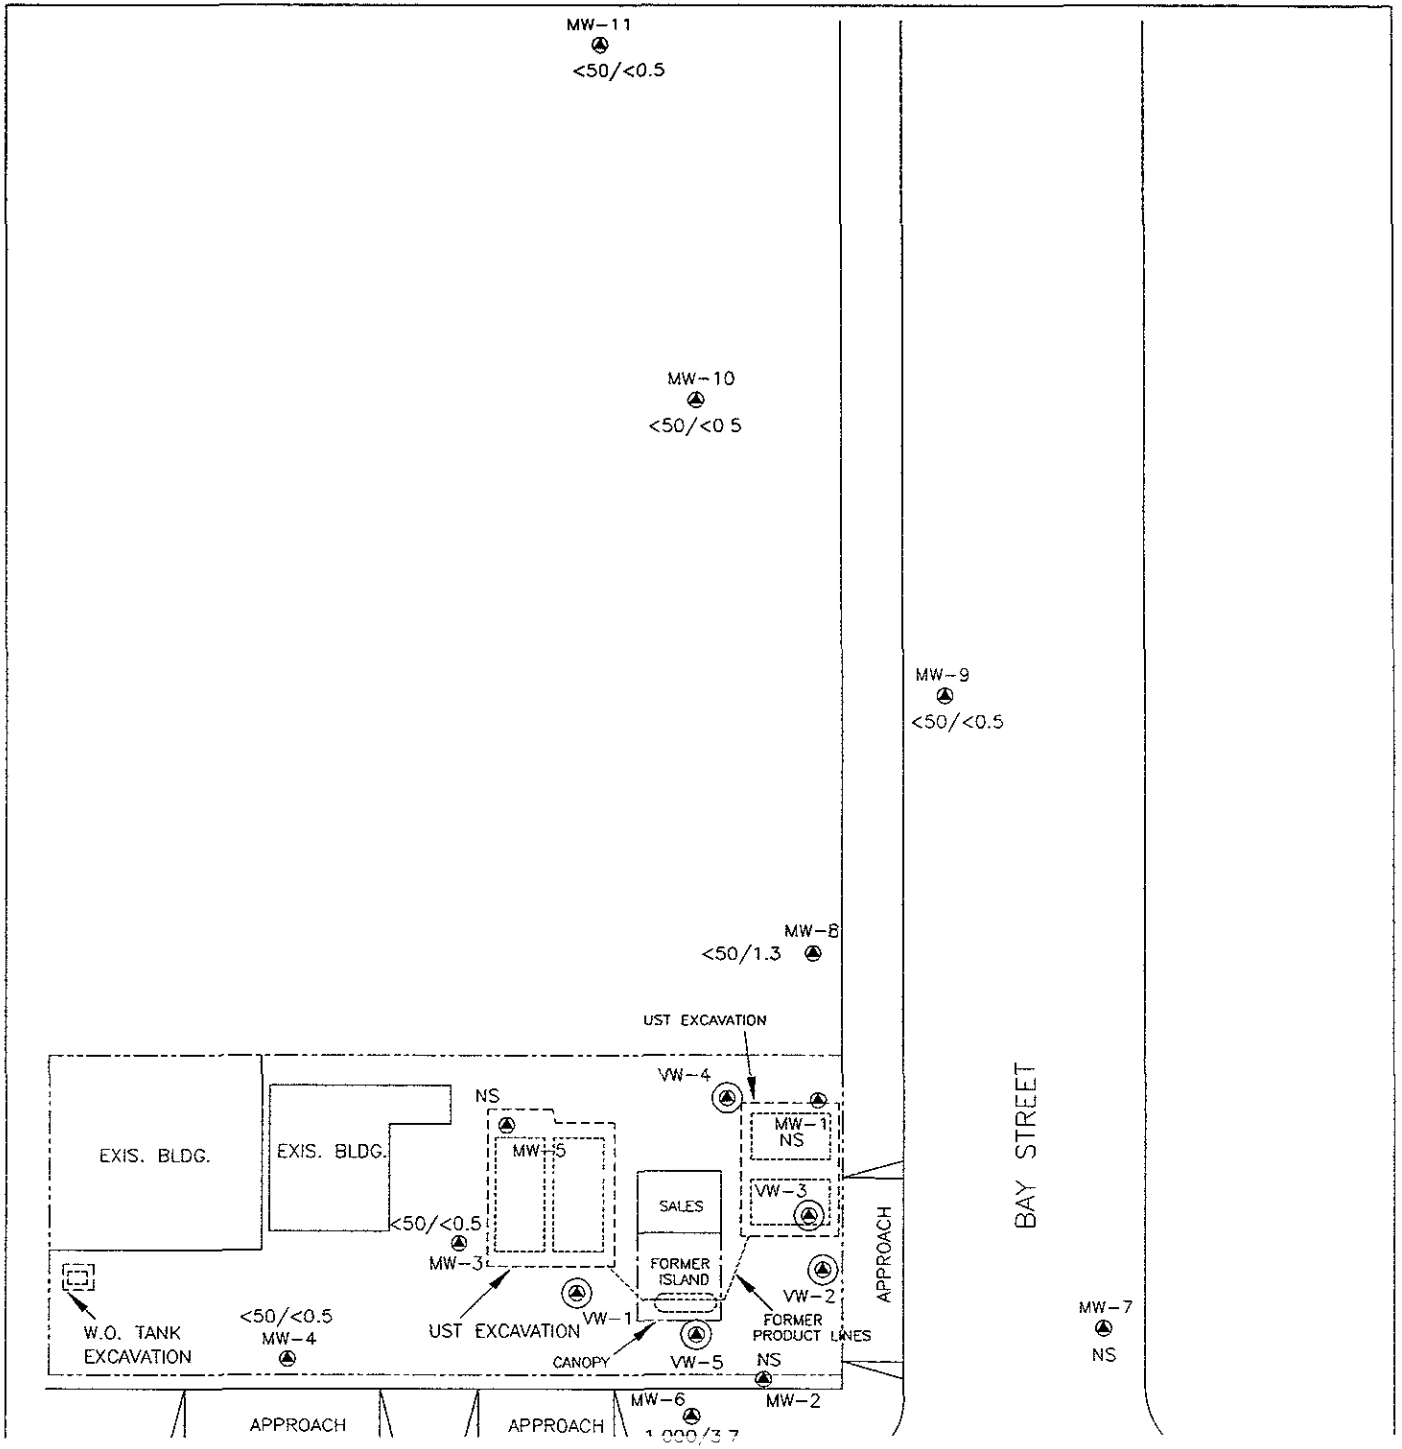 MW-11
<50/<0.5
MW-10
<50/<0 5
MW-9
<50/<0.5
MW-8
<50/1.3
UST EXCAVATION
VW-4
NS
MW-1
NS
MW-5
EXIS. BLDG.
EXIS. BLDG.
VW-3
SALES
<50/<0.5
MW-3
FORMER
ISLAND
VW-2
VW-1
UST EXCAVATION
FORMER
PRODUCT LINES
CANOPY
VW-5
W.O. TANK
EXCAVATION
<50/<0.5
MW-4
NS
MW-2
MW-6
1,000/3 7
APPROACH
APPROACH
APPROACH
BAY STREET
MW-7
NS